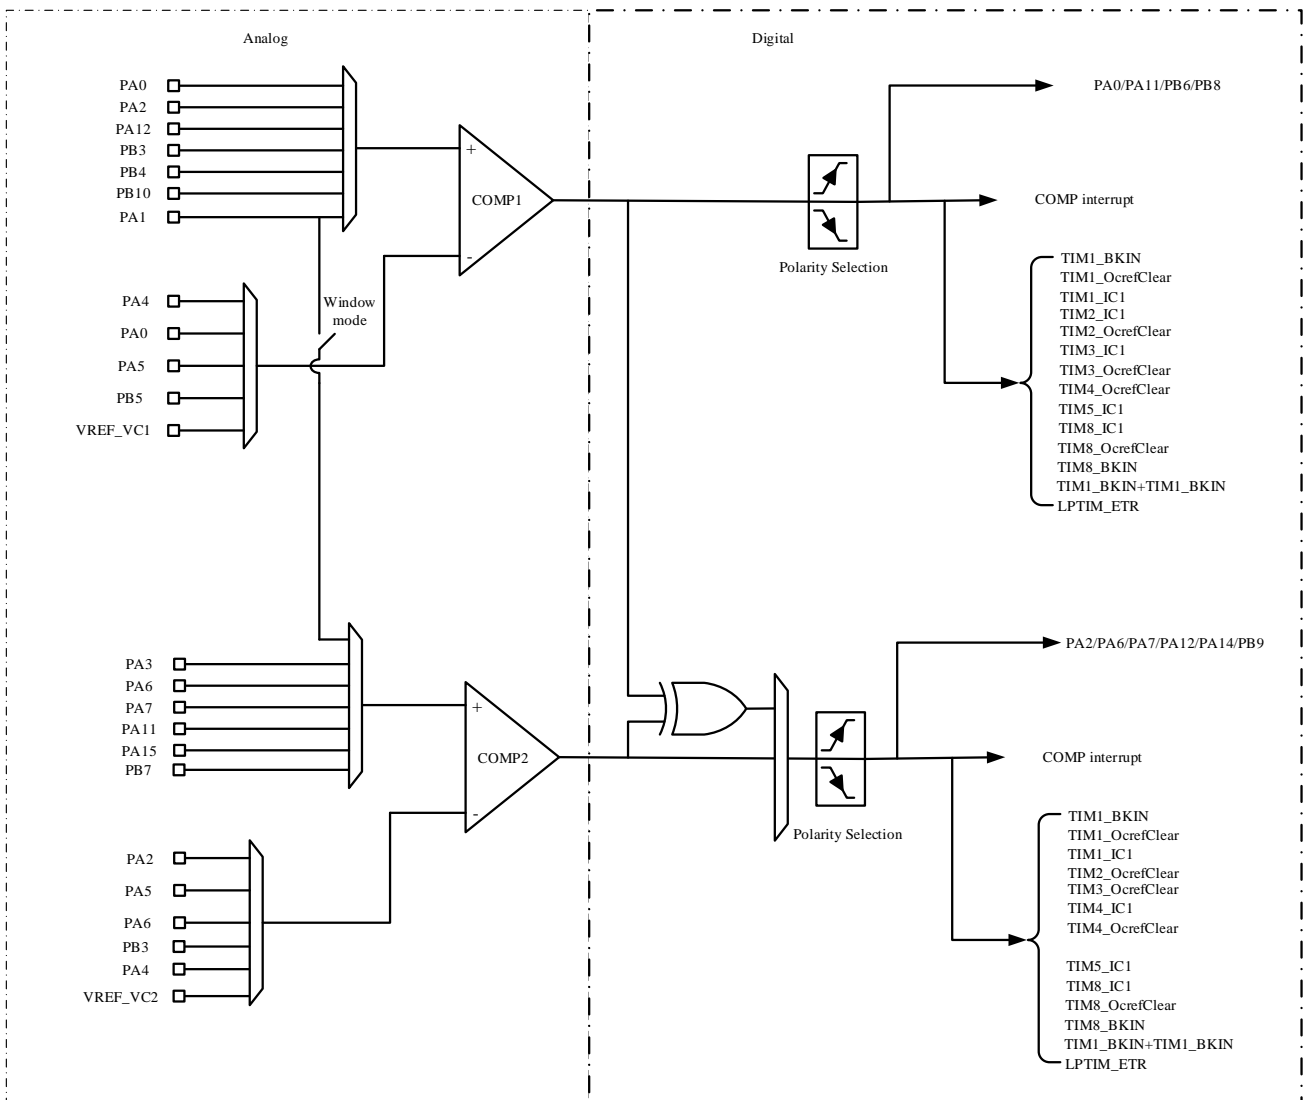 Analog
Digital
PA0
PA2
PA12
PB3
PB4
PB10
PA1
+
-
COMP1
Window
mode
PA4
PA0
PA5
PB5
VREF_VC1
Polarity Selection
PA0/PA11/PB6/PB8
COMP interrupt
TIM1_BKIN
TIM1_OcrefClear
TIM1_IC1
TIM2_IC1
TIM2_OcrefClear
TIM3_IC1
TIM3_OcrefClear
TIM4_OcrefClear
TIM5_IC1
TIM8_IC1
TIM8_OcrefClear
TIM8_BKIN
TIM1_BKIN+TIM1_BKIN
LPTIM_ETR
PA3
PA6
PA7
PA11
PA15
PB7
+
-
COMP2
PA2
PA5
PA6
PB3
PA4
VREF_VC2
Polarity Selection
PA2/PA6/PA7/PA12/PA14/PB9
COMP interrupt
TIM1_BKIN
TIM1_OcrefClear
TIM1_IC1
TIM2_OcrefClear
TIM3_OcrefClear
TIM4_IC1
TIM4_OcrefClear
TIM5_IC1
TIM8_IC1
TIM8_OcrefClear
TIM8_BKIN
TIM1_BKIN+TIM1_BKIN
LPTIM_ETR